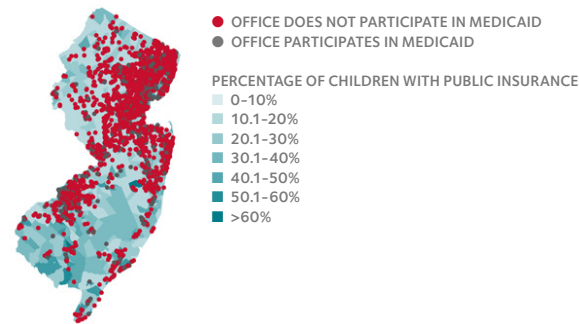 OFFICE DOES NOT PARTICIPATE IN MEDICAID
OFFICE PARTICIPATES IN MEDICAID
PERCENTAGE OF CHILDREN WITH PUBLIC INSURANCE
0–10%
10.1–20%
20.1–30%
30.1–40%
40.1–50%
50.1–60%
>60%